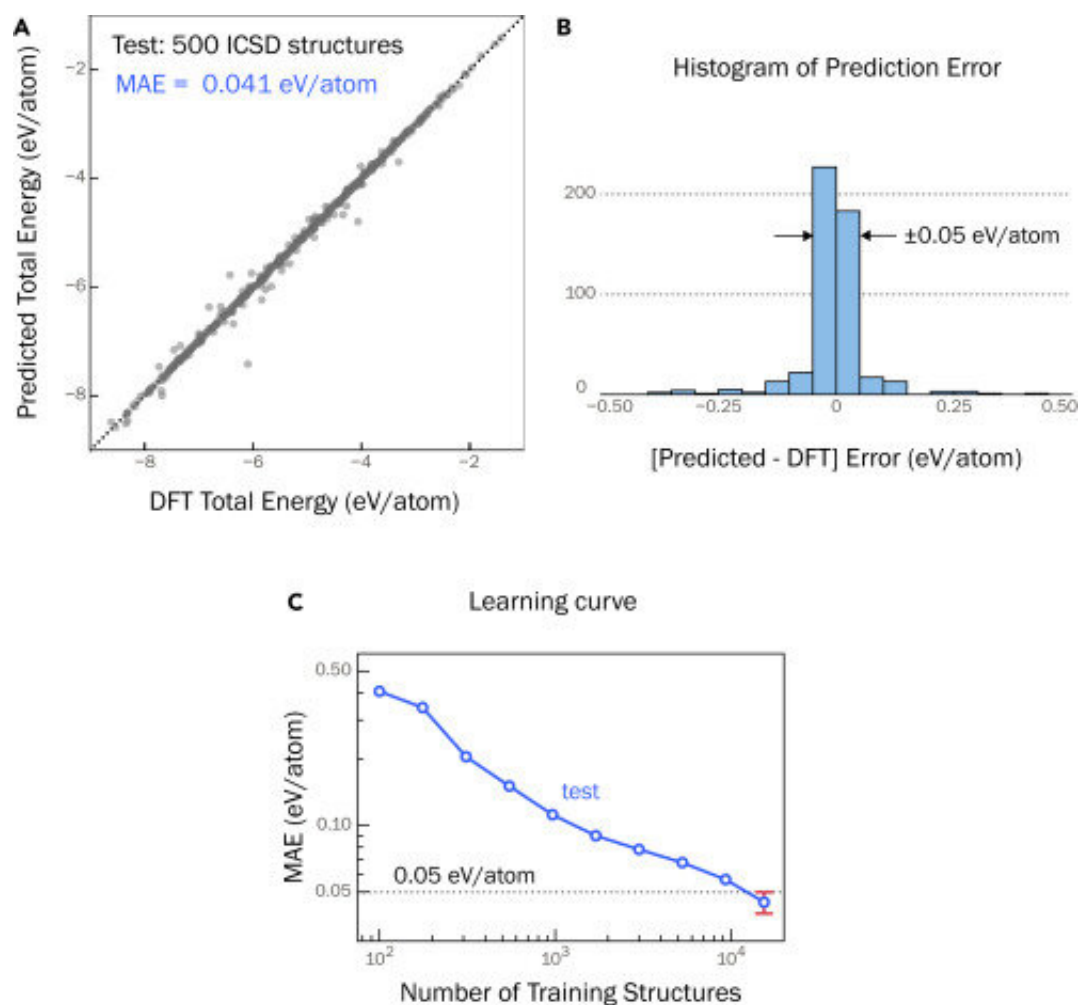 A
Test: 500 ICSD structures
MAE = 0.041 eV/atom
Predicted Total Energy (eV/atom)
−2
−4
−6
−8
−8 −6 −4 −2
DFT Total Energy (eV/atom)
B
Histogram of Prediction Error
200
±0.05 eV/atom
100
0
−0.50 −0.25 0 0.25 0.50
[Predicted - DFT] Error (eV/atom)
C
Learning curve
MAE (eV/atom)
0.50
test
0.10
0.05 eV/atom
0.05
10² 10³ 10⁴
Number of Training Structures